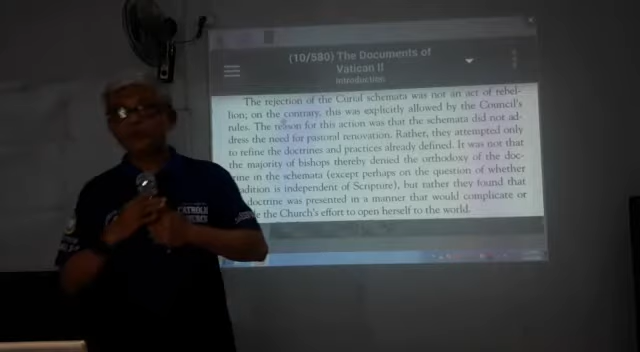 (10/580) The Documents of
Vatican II
Introduction
The rejection of the Curial schemata was not an act of rebel-
lion; on the contrary, this was explicitly allowed by the Council's
rules. The reason for this action was that the schemata did not ad-
dress the need for pastoral renovation. Rather, they attempted only
to refine the doctrines and practices already defined. It was not that
the majority of bishops thereby denied the orthodoxy of the doc-
trine in the schemata (except perhaps on the question of whether
adition is independent of Scripture), but rather they found that
doctrine was presented in a manner that would complicate or
e the Church's effort to open herself to the world.
CATHOLIC